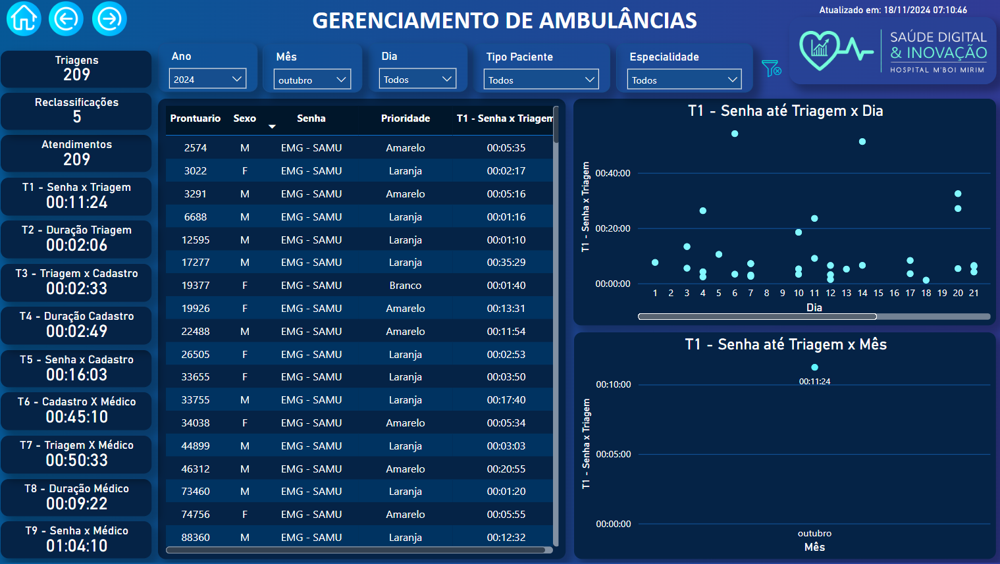 GERENCIAMENTO DE AMBULÂNCIAS
Atualizado em: 18/11/2024 07:10:46
SAÚDE DIGITAL
& INOVAÇÃO
HOSPITAL M'BOI MIRIM
Ano
2024
Mês
outubro
Dia
Todos
Tipo Paciente
Todos
Especialidade
Todos
Triagens
209
Reclassificações
5
Atendimentos
209
T1 - Senha x Triagem
00:11:24
T2 - Duração Triagem
00:02:06
T3 - Triagem x Cadastro
00:02:33
T4 - Duração Cadastro
00:02:49
T5 - Senha x Cadastro
00:16:03
T6 - Cadastro X Médico
00:45:10
T7 - Triagem X Médico
00:50:33
T8 - Duração Médico
00:09:22
T9 - Senha x Médico
01:04:10
Prontuario Sexo Senha Prioridade T1 - Senha x Triagem
2574 M EMG - SAMU Amarelo 00:05:35
3022 F EMG - SAMU Laranja 00:02:17
3291 M EMG - SAMU Amarelo 00:05:16
6688 M EMG - SAMU Laranja 00:01:16
12595 M EMG - SAMU Laranja 00:01:10
17277 M EMG - SAMU Laranja 00:35:29
19377 F EMG - SAMU Branco 00:01:40
19926 F EMG - SAMU Amarelo 00:13:31
22488 M EMG - SAMU Amarelo 00:11:54
26505 F EMG - SAMU Laranja 00:02:53
33655 F EMG - SAMU Laranja 00:03:50
33755 M EMG - SAMU Laranja 00:17:40
34038 F EMG - SAMU Amarelo 00:05:34
44899 M EMG - SAMU Laranja 00:03:03
46312 M EMG - SAMU Amarelo 00:20:55
73460 M EMG - SAMU Laranja 00:01:20
74756 F EMG - SAMU Amarelo 00:05:55
88360 M EMG - SAMU Laranja 00:12:32
T1 - Senha até Triagem x Dia
T1 - Senha x Triagem
00:40:00
00:20:00
00:00:00
1 2 3 4 5 6 7 8 9 10 11 12 13 14 15 16 17 18 19 20 21
Dia
T1 - Senha até Triagem x Mês
T1 - Senha x Triagem
00:11:24
00:10:00
00:05:00
00:00:00
outubro
Mês